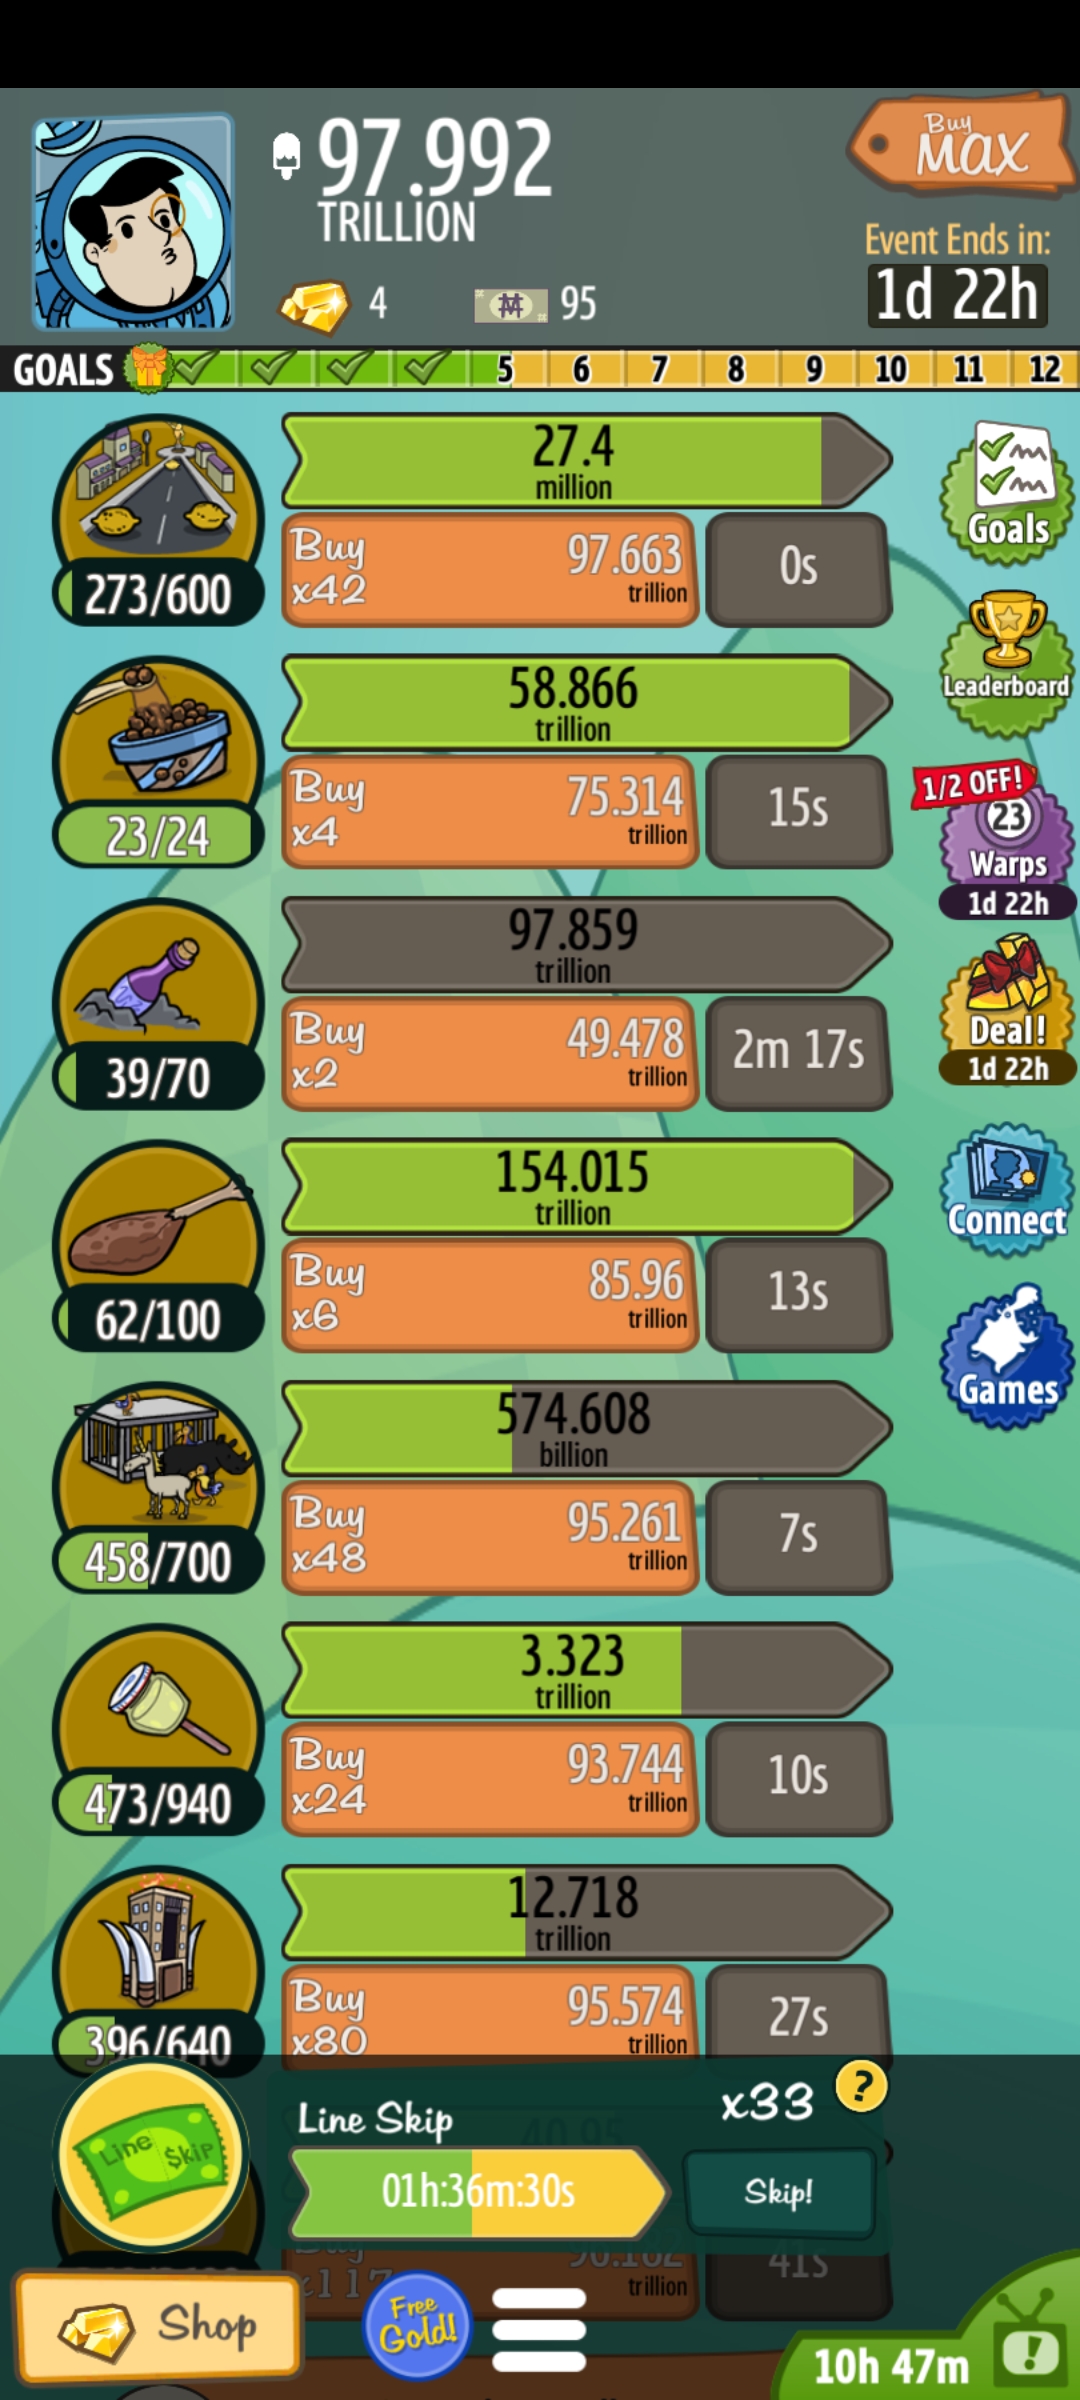 97.992
TRILLION
Buy
MAX
Event Ends in:
1d 22h
4
95
GOALS
5 6 7 8 9 10 11 12
27.4
million
273/600
Buy
x42
97.663
trillion
0s
Goals
58.866
trillion
23/24
Buy
x4
75.314
trillion
15s
Leaderboard
1/2 OFF!
23
Warps
1d 22h
97.859
trillion
39/70
Buy
x2
49.478
trillion
2m 17s
Deal!
1d 22h
154.015
trillion
62/100
Buy
x6
85.96
trillion
13s
Connect
574.608
billion
458/700
Buy
x48
95.261
trillion
7s
Games
3.323
trillion
473/940
Buy
x24
93.744
trillion
10s
12.718
trillion
396/640
Buy
x80
95.574
trillion
27s
Line $kip
Line Skip
x33
?
40.95
01h:36m:30s
Skip!
Buy
x117
trillion
41s
Shop
Free
Gold!
10h 47m
!